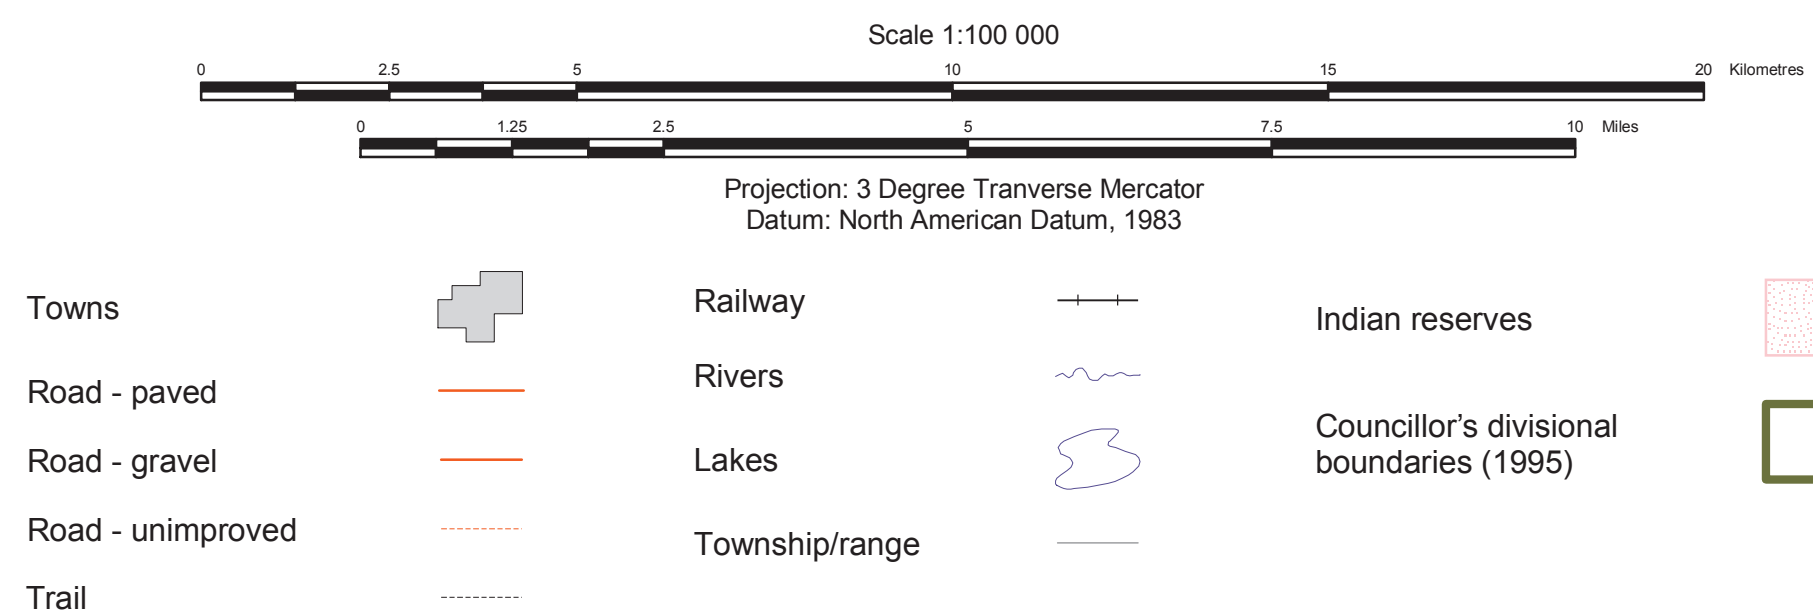 Scale 1:100 000
0 2.5 5 10 15 20 Kilometres
0 1.25 2.5 5 7.5 10 Miles
Projection: 3 Degree Tranverse Mercator
Datum: North American Datum, 1983
Towns
Road - paved
Road - gravel
Road - unimproved
Trail
Railway
Rivers
Lakes
Township/range
Indian reserves
Councillor's divisional
boundaries (1995)